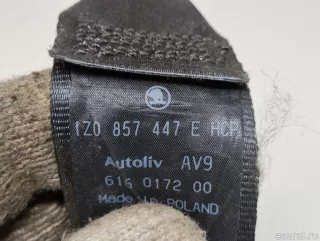 1Z0 857 447 E HCP
Autoliv AV9
616 0172 00
Made in POLAND